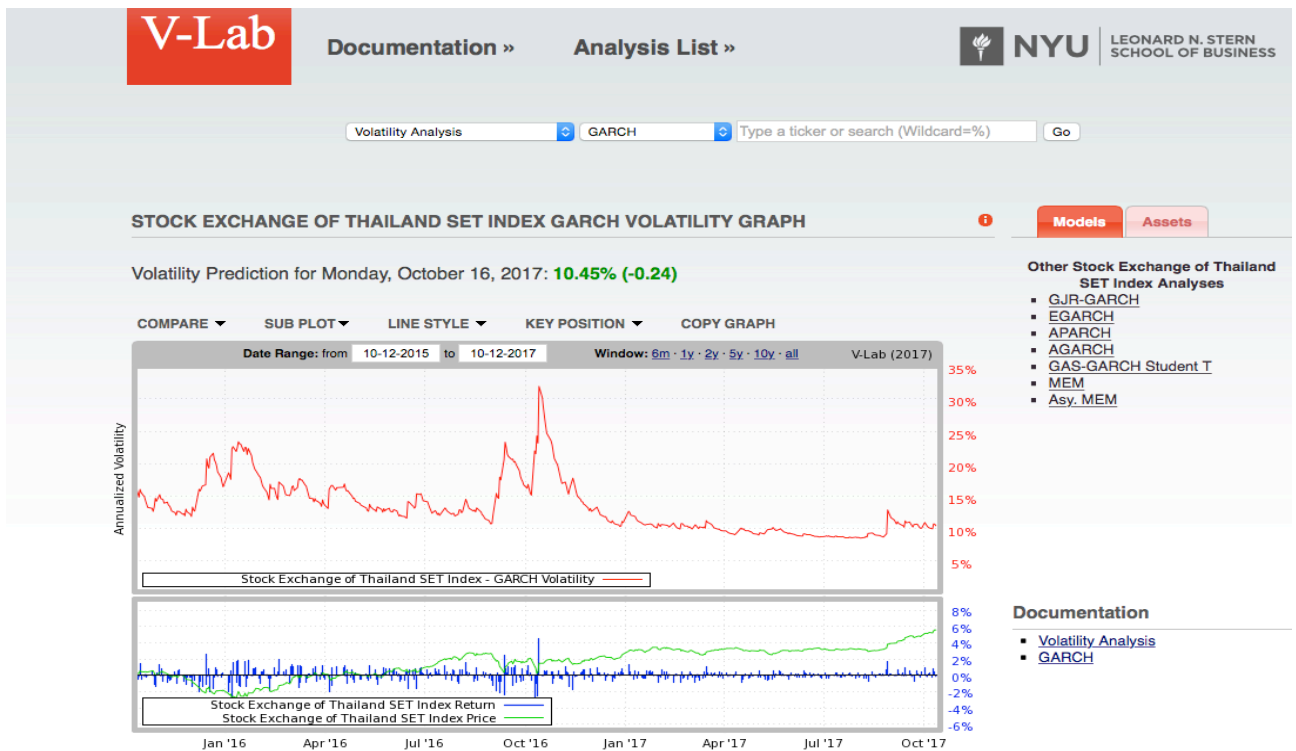 V-Lab
Documentation »
Analysis List »
NYU
LEONARD N. STERN
SCHOOL OF BUSINESS
Volatility Analysis
GARCH
Type a ticker or search (Wildcard=%)
Go
STOCK EXCHANGE OF THAILAND SET INDEX GARCH VOLATILITY GRAPH
Volatility Prediction for Monday, October 16, 2017: 10.45% (-0.24)
COMPARE
SUB PLOT
LINE STYLE
KEY POSITION
COPY GRAPH
Date Range: from 10-12-2015 to 10-12-2017
Window: 6m · 1y · 2y · 5y · 10y · all
V-Lab (2017)
35%
30%
25%
20%
15%
10%
5%
Annualized Volatility
Stock Exchange of Thailand SET Index - GARCH Volatility
8%
6%
4%
2%
0%
-2%
-4%
-6%
Stock Exchange of Thailand SET Index Return
Stock Exchange of Thailand SET Index Price
Jan '16
Apr '16
Jul '16
Oct '16
Jan '17
Apr '17
Jul '17
Oct '17
Models
Assets
Other Stock Exchange of Thailand
SET Index Analyses
GJR-GARCH
EGARCH
APARCH
AGARCH
GAS-GARCH Student T
MEM
Asy. MEM
Documentation
Volatility Analysis
GARCH